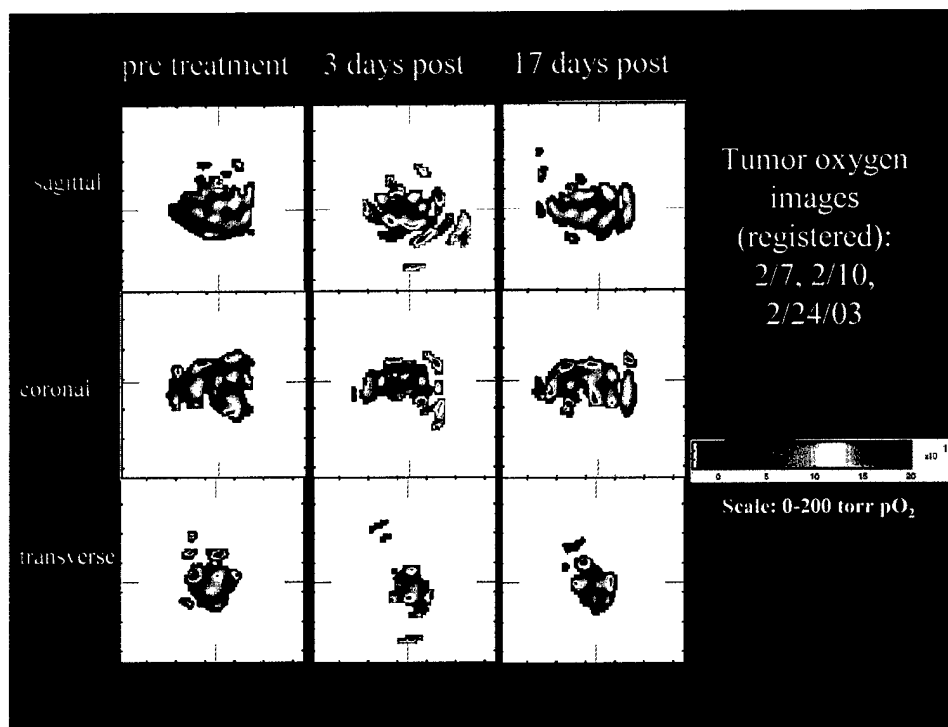 pre treatment 3 days post 17 days post
sagittal
Tumor oxygen
images
(registered):
2/7, 2/10,
2/24/03
coronal
x10 1
0 5 10 15 20
Scale: 0-200 torr pO₂
transverse